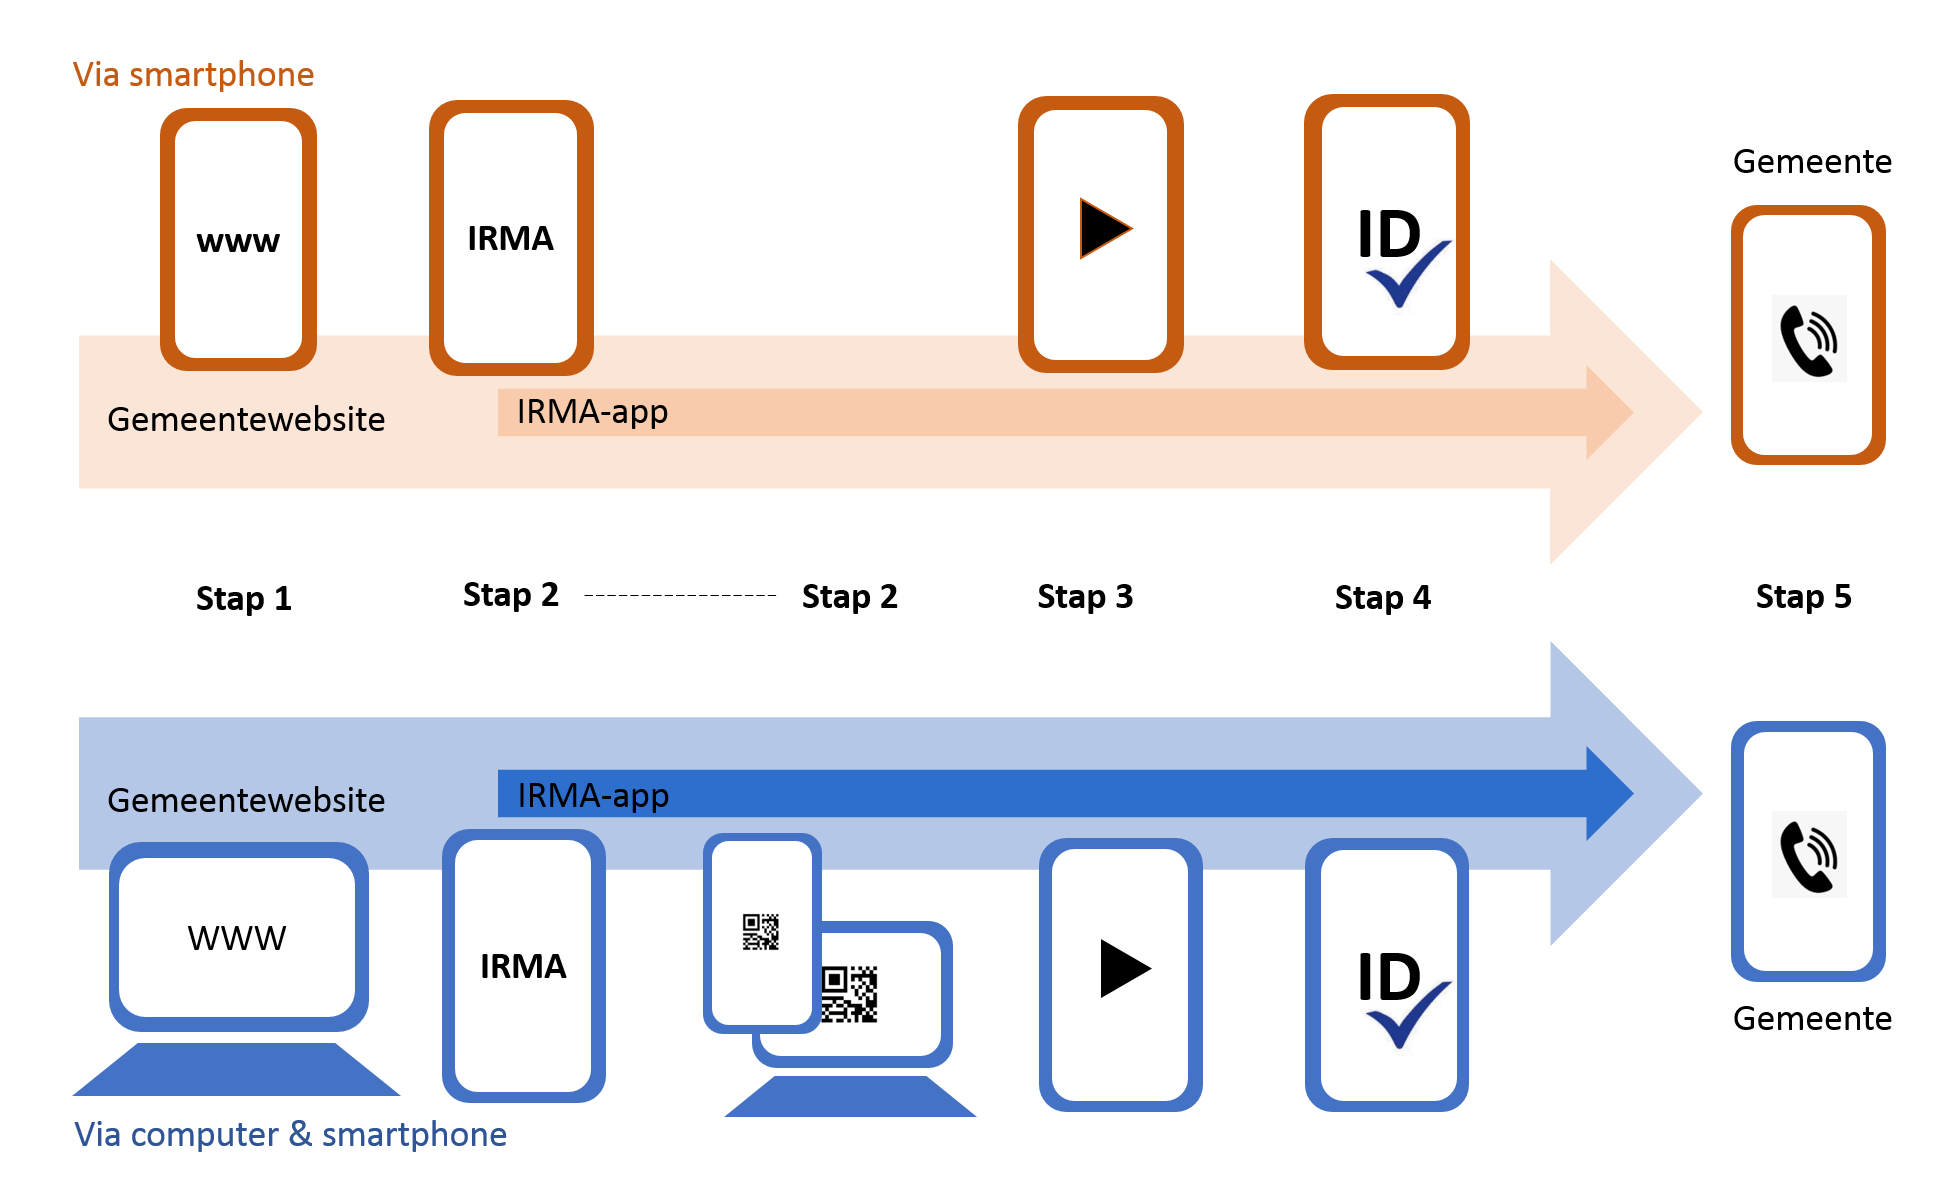 Via smartphone
www
IRMA
ID
Gemeente
Gemeentewebsite
IRMA-app
Stap 1
Stap 2
Stap 2
Stap 3
Stap 4
Stap 5
Gemeentewebsite
IRMA-app
WWW
IRMA
ID
Gemeente
Via computer & smartphone